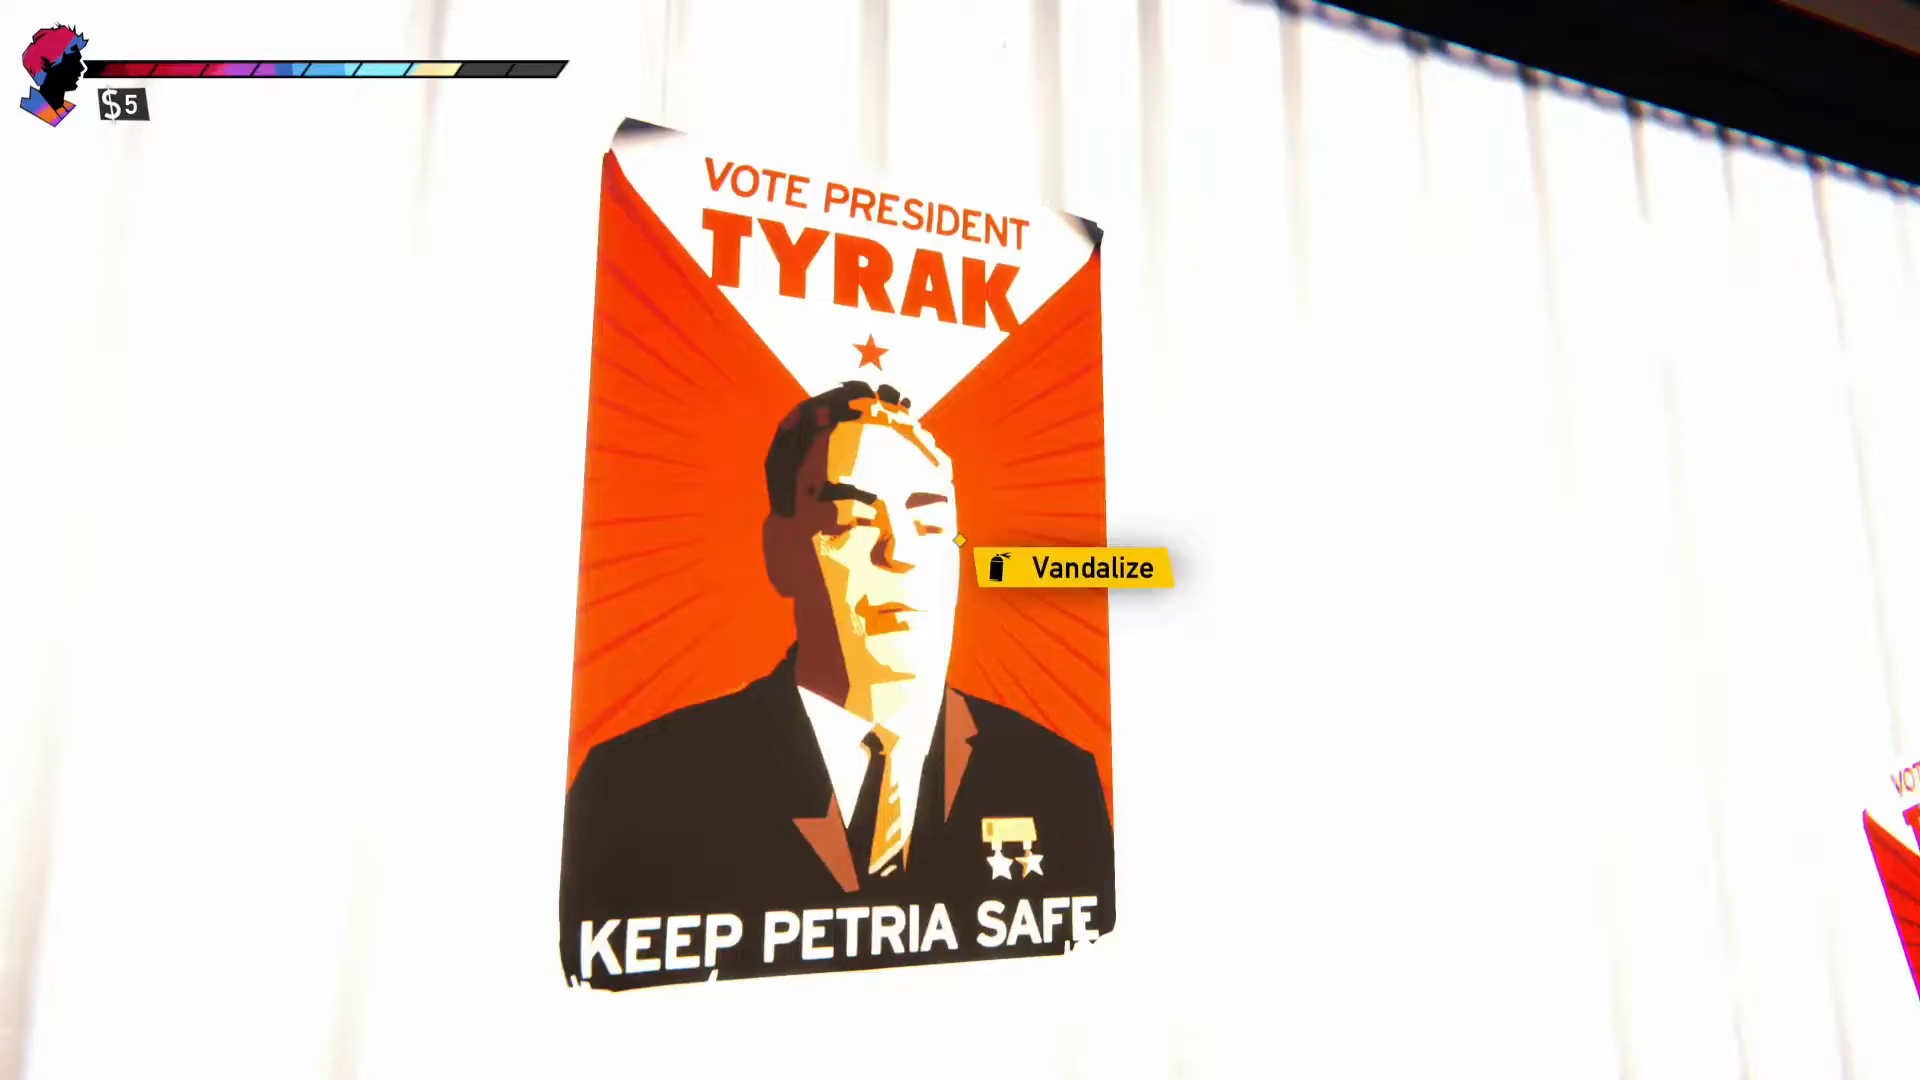 $5
VOTE PRESIDENT
TYRAK
Vandalize
KEEP PETRIA SAFE